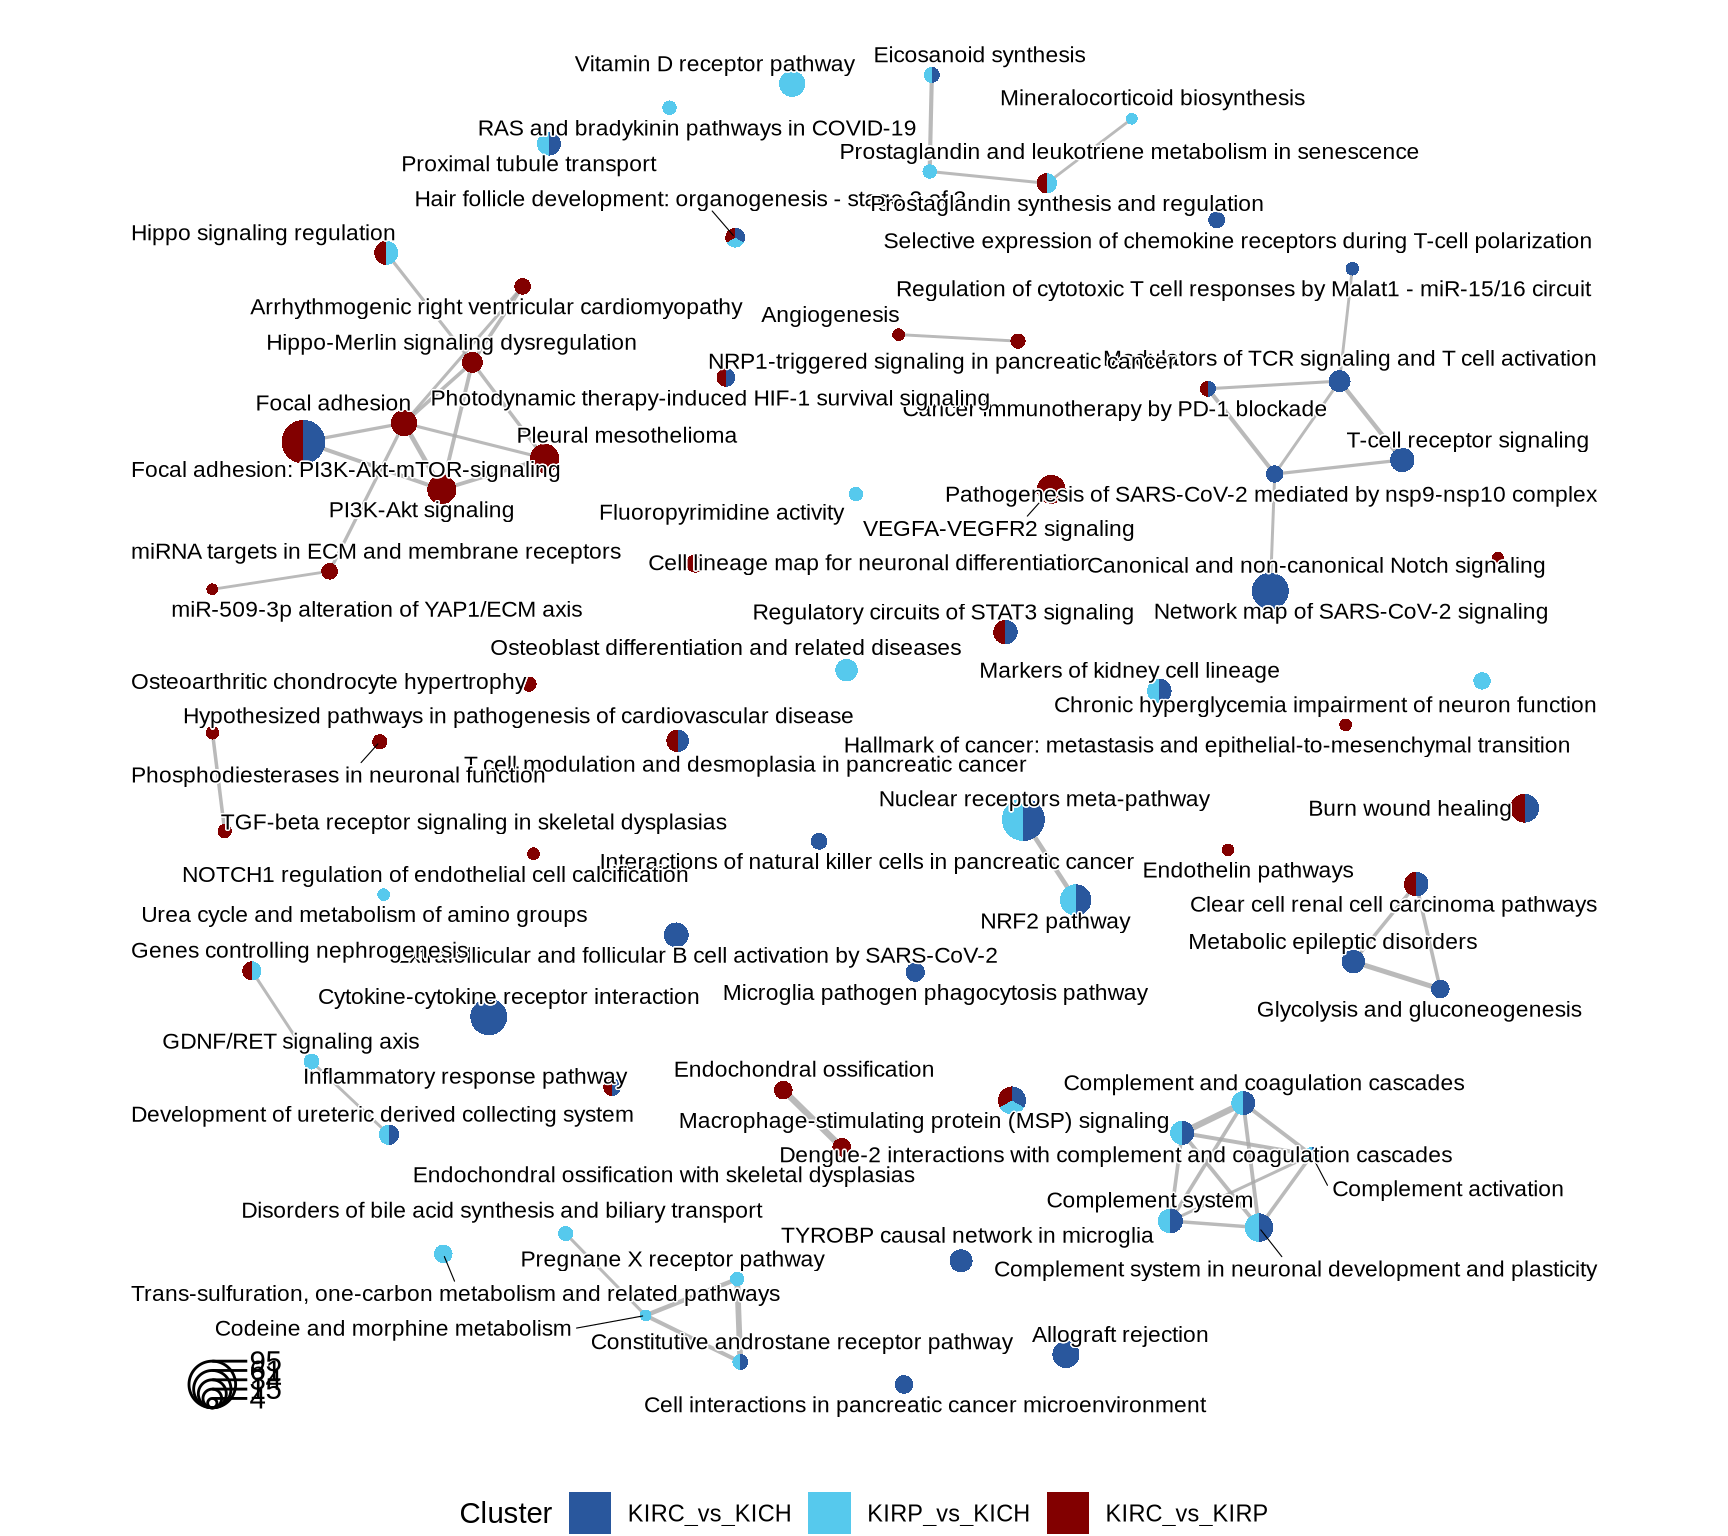 Eicosanoid synthesis
Vitamin D receptor pathway
Mineralocorticoid biosynthesis
RAS and bradykinin pathways in COVID-19
Prostaglandin and leukotriene metabolism in senescence
Proximal tubule transport
Hair follicle development: organogenesis - stage 2 of 3
Prostaglandin synthesis and regulation
Hippo signaling regulation
Selective expression of chemokine receptors during T-cell polarization
Regulation of cytotoxic T cell responses by Malat1 - miR-15/16 circuit
Arrhythmogenic right ventricular cardiomyopathy
Angiogenesis
Hippo-Merlin signaling dysregulation
NRP1-triggered signaling in pancreatic cancer
Modulators of TCR signaling and T cell activation
Photodynamic therapy-induced HIF-1 survival signaling
Focal adhesion
Cancer immunotherapy by PD-1 blockade
Pleural mesothelioma
T-cell receptor signaling
Focal adhesion: PI3K-Akt-mTOR-signaling
Pathogenesis of SARS-CoV-2 mediated by nsp9-nsp10 complex
PI3K-Akt signaling
Fluoropyrimidine activity
VEGFA-VEGFR2 signaling
miRNA targets in ECM and membrane receptors
Cell lineage map for neuronal differentiation
Canonical and non-canonical Notch signaling
miR-509-3p alteration of YAP1/ECM axis
Regulatory circuits of STAT3 signaling
Network map of SARS-CoV-2 signaling
Osteoblast differentiation and related diseases
Markers of kidney cell lineage
Osteoarthritic chondrocyte hypertrophy
Chronic hyperglycemia impairment of neuron function
Hypothesized pathways in pathogenesis of cardiovascular disease
Hallmark of cancer: metastasis and epithelial-to-mesenchymal transition
T cell modulation and desmoplasia in pancreatic cancer
Phosphodiesterases in neuronal function
Nuclear receptors meta-pathway
Burn wound healing
TGF-beta receptor signaling in skeletal dysplasias
Interactions of natural killer cells in pancreatic cancer
Endothelin pathways
NOTCH1 regulation of endothelial cell calcification
Clear cell renal cell carcinoma pathways
Urea cycle and metabolism of amino groups
NRF2 pathway
Metabolic epileptic disorders
Genes controlling nephrogenesis
Extrafollicular and follicular B cell activation by SARS-CoV-2
Cytokine-cytokine receptor interaction
Microglia pathogen phagocytosis pathway
Glycolysis and gluconeogenesis
GDNF/RET signaling axis
Endochondral ossification
Inflammatory response pathway
Complement and coagulation cascades
Development of ureteric derived collecting system
Macrophage-stimulating protein (MSP) signaling
Dengue-2 interactions with complement and coagulation cascades
Endochondral ossification with skeletal dysplasias
Complement activation
Complement system
Disorders of bile acid synthesis and biliary transport
TYROBP causal network in microglia
Pregnane X receptor pathway
Complement system in neuronal development and plasticity
Trans-sulfuration, one-carbon metabolism and related pathways
Codeine and morphine metabolism
Allograft rejection
Constitutive androstane receptor pathway
95
15
4
Cell interactions in pancreatic cancer microenvironment
Cluster KIRC_vs_KICH KIRP_vs_KICH KIRC_vs_KIRP